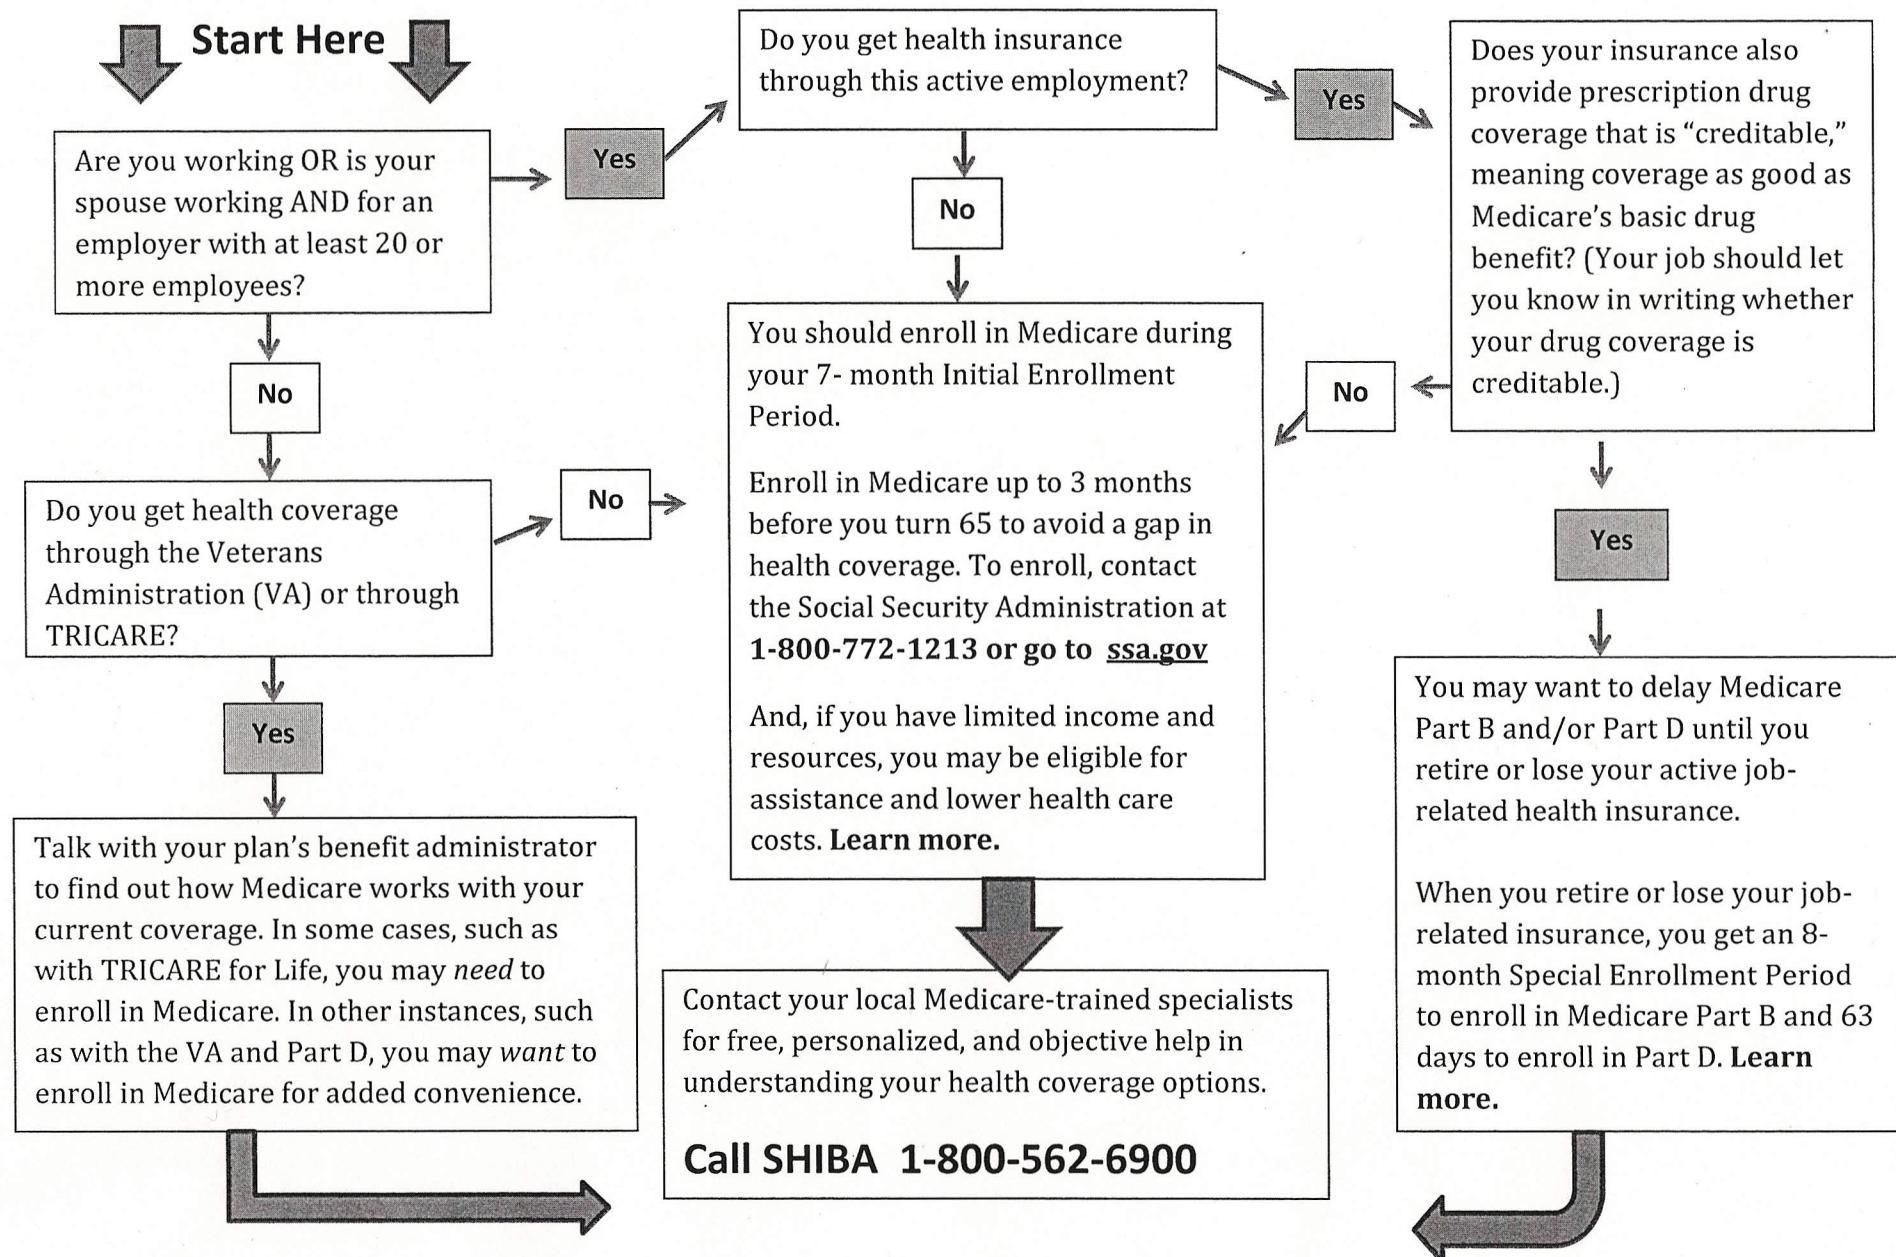 Start Here
Are you working OR is your
spouse working AND for an
employer with at least 20 or
more employees?
Yes
Do you get health insurance
through this active employment?
Yes
Does your insurance also
provide prescription drug
coverage that is “creditable,”
meaning coverage as good as
Medicare’s basic drug
benefit? (Your job should let
you know in writing whether
your drug coverage is
creditable.)
No
No
No
Do you get health coverage
through the Veterans
Administration (VA) or through
TRICARE?
No
You should enroll in Medicare during
your 7- month Initial Enrollment
Period.
Enroll in Medicare up to 3 months
before you turn 65 to avoid a gap in
health coverage. To enroll, contact
the Social Security Administration at
1-800-772-1213 or go to ssa.gov
And, if you have limited income and
resources, you may be eligible for
assistance and lower health care
costs. Learn more.
Yes
Yes
Talk with your plan’s benefit administrator
to find out how Medicare works with your
current coverage. In some cases, such as
with TRICARE for Life, you may need to
enroll in Medicare. In other instances, such
as with the VA and Part D, you may want to
enroll in Medicare for added convenience.
You may want to delay Medicare
Part B and/or Part D until you
retire or lose your active job-
related health insurance.
When you retire or lose your job-
related insurance, you get an 8-
month Special Enrollment Period
to enroll in Medicare Part B and 63
days to enroll in Part D. Learn
more.
Contact your local Medicare-trained specialists
for free, personalized, and objective help in
understanding your health coverage options.
Call SHIBA 1-800-562-6900